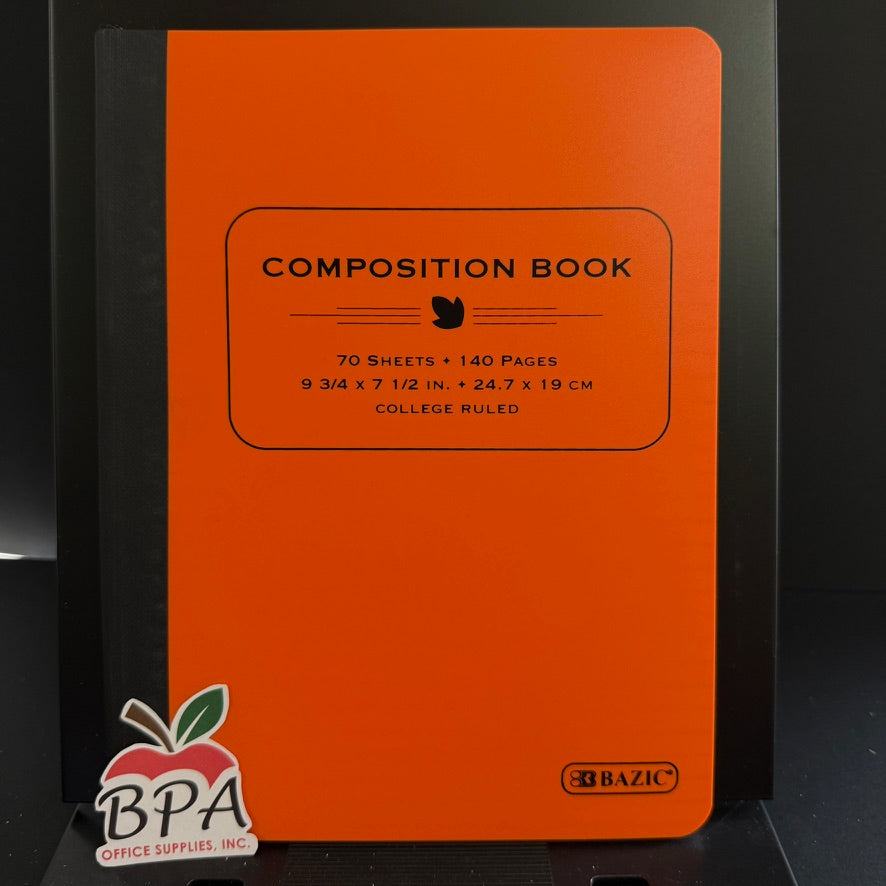 COMPOSITION BOOK
70 SHEETS + 140 PAGES
9 3/4 X 7 1/2 IN. + 24.7 X 19 CM
COLLEGE RULED
BAZIC
BPA
OFFICE SUPPLIES, INC.